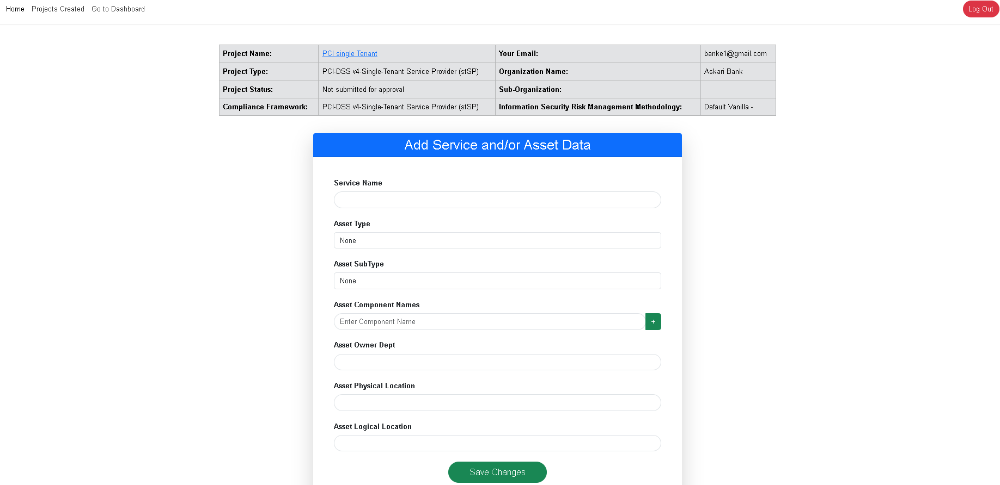 Home Projects Created Go to Dashboard Log Out
Project Name: PCI single Tenant Your Email: banke1@gmail.com
Project Type: PCI-DSS v4-Single-Tenant Service Provider (stSP) Organization Name: Askari Bank
Project Status: Not submitted for approval Sub-Organization:
Compliance Framework: PCI-DSS v4-Single-Tenant Service Provider (stSP) Information Security Risk Management Methodology: Default Vanilla -
Add Service and/or Asset Data
Service Name
Asset Type
None
Asset SubType
None
Asset Component Names
Enter Component Name +
Asset Owner Dept
Asset Physical Location
Asset Logical Location
Save Changes